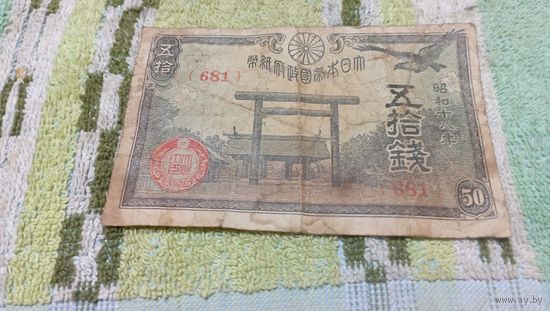 大日本帝國政府紙幣
五拾
{681}
五拾錢
昭和十八年
{681}
50
www.ay.by